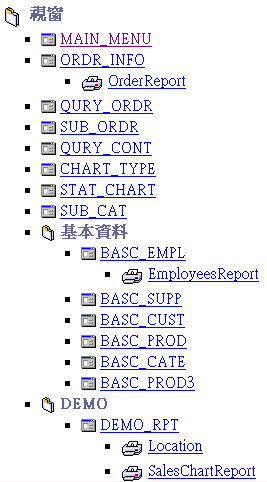 視窗
MAIN_MENU
ORDR_INFO
OrderReport
QURY_ORDR
SUB_ORDR
QURY_CONT
CHART_TYPE
STAT_CHART
SUB_CAT
基本資料
BASC_EMPL
EmployeesReport
BASC_SUPP
BASC_CUST
BASC_PROD
BASC_CATE
BASC_PROD3
DEMO
DEMO_RPT
Location
SalesChartReport